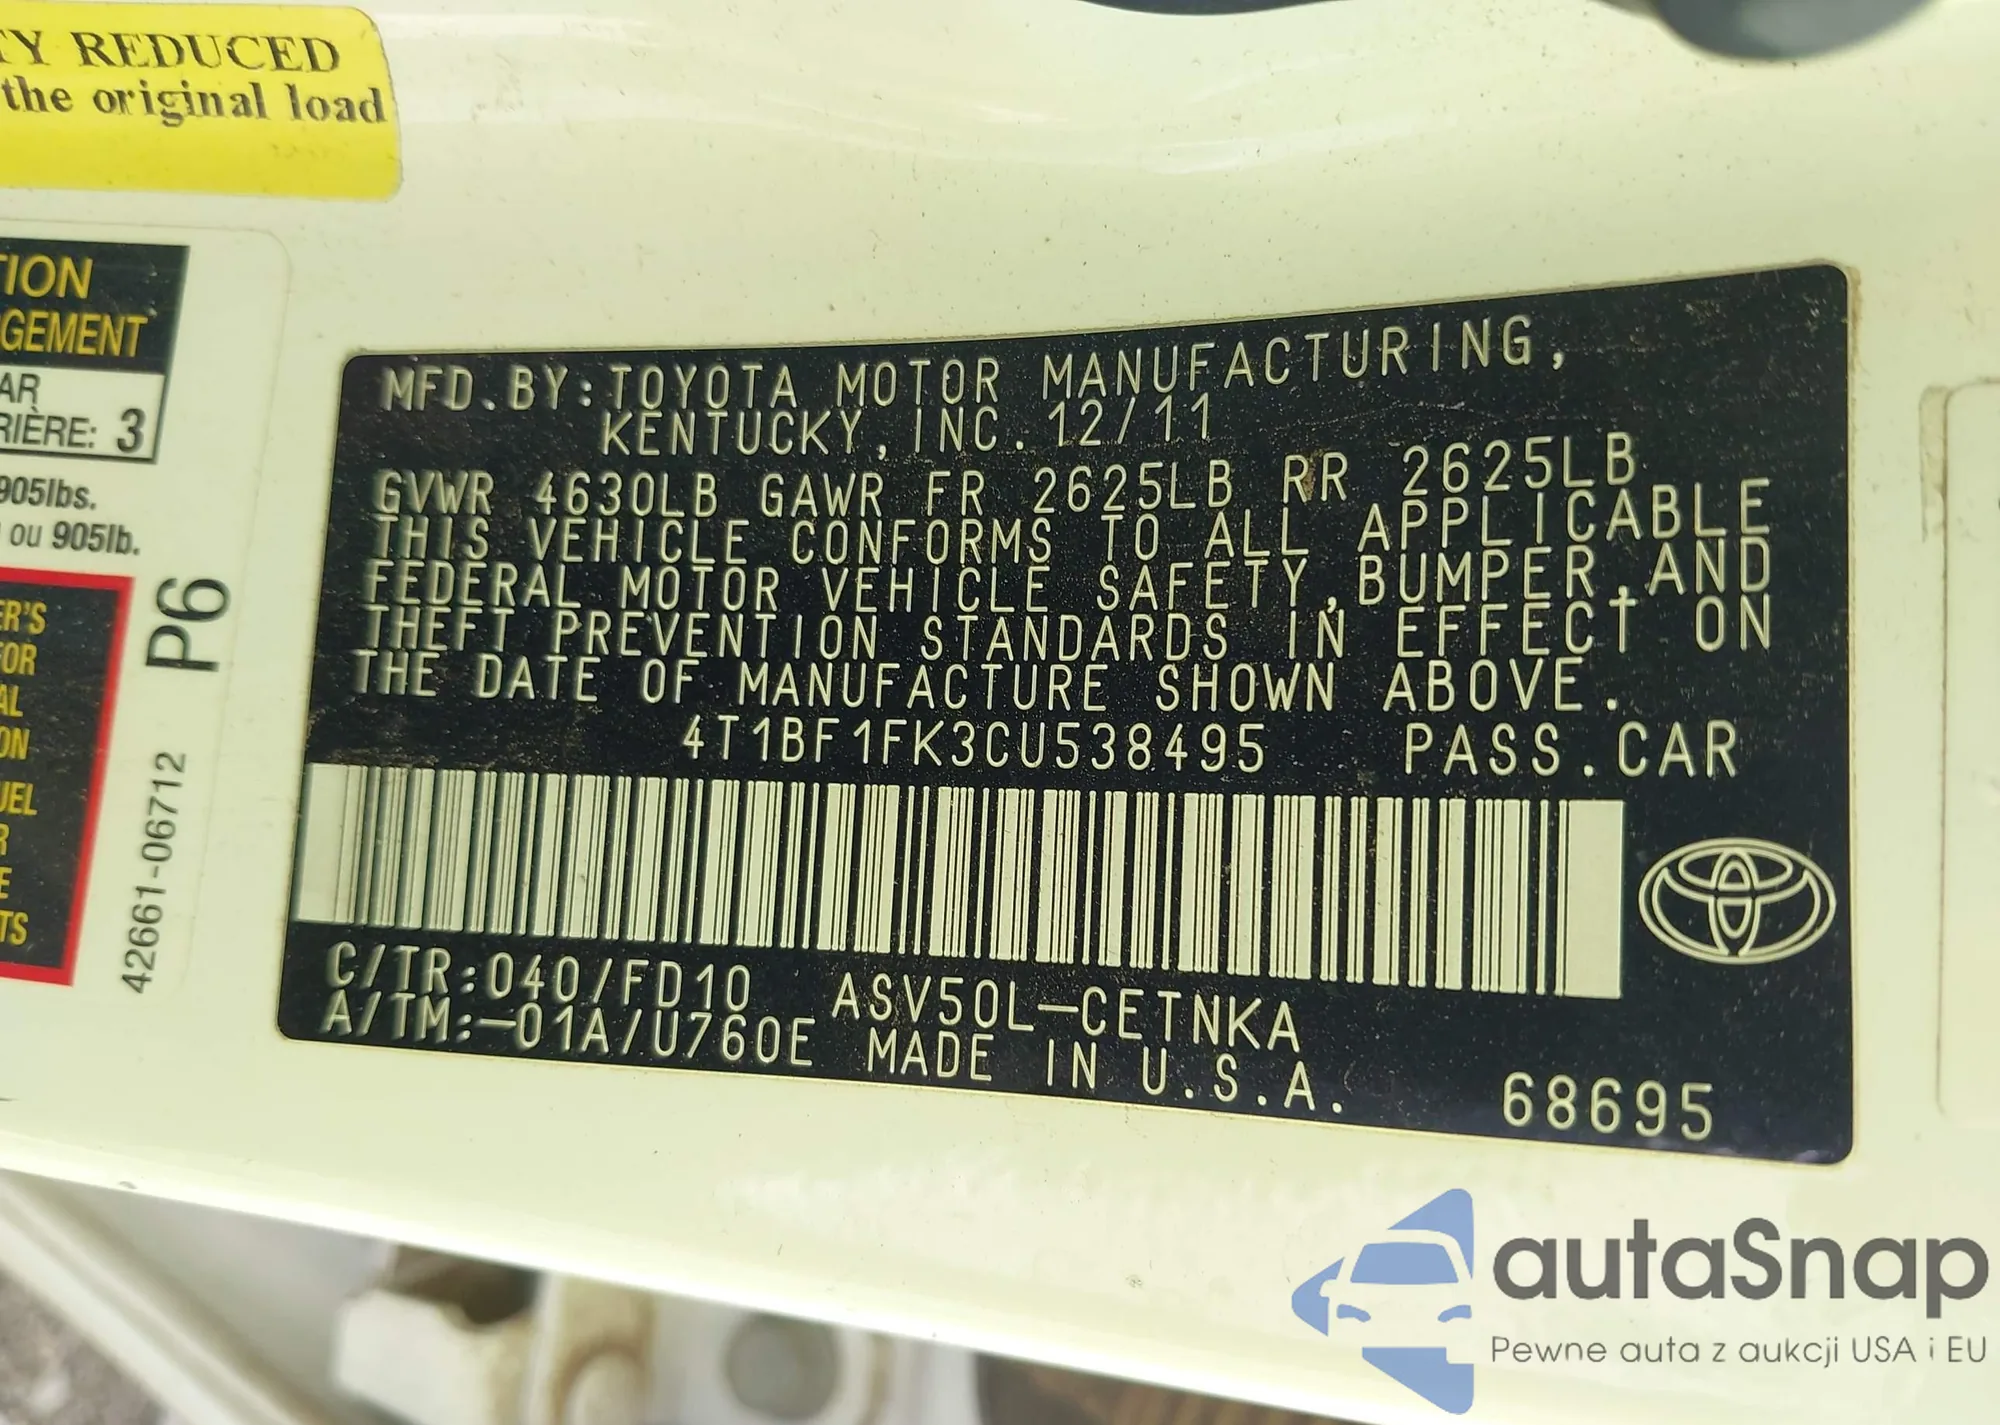 TY REDUCED
the original load
TION
GEMENT
AR
RIÈRE: 3
905lbs.
ou 905lb.
ER'S
FOR
AL
ON
UEL
R
E
TS
P6
42661-06712
MFD.BY:TOYOTA MOTOR MANUFACTURING,
KENTUCKY,INC.12/11
GVWR 4630LB GAWR FR 2625LB RR 2625LB
THIS VEHICLE CONFORMS TO ALL APPLICABLE
FEDERAL MOTOR VEHICLE SAFETY,BUMPER,AND
THEFT PREVENTION STANDARDS IN EFFECT ON
THE DATE OF MANUFACTURE SHOWN ABOVE.
4T1BF1FK3CU538495 PASS.CAR
C/TR:040/FD10 ASV50L-CETNKA
A/TM:-01A/U760E MADE IN U.S.A.
68695
autaSnap
Pewne auta z aukcji USA i EU